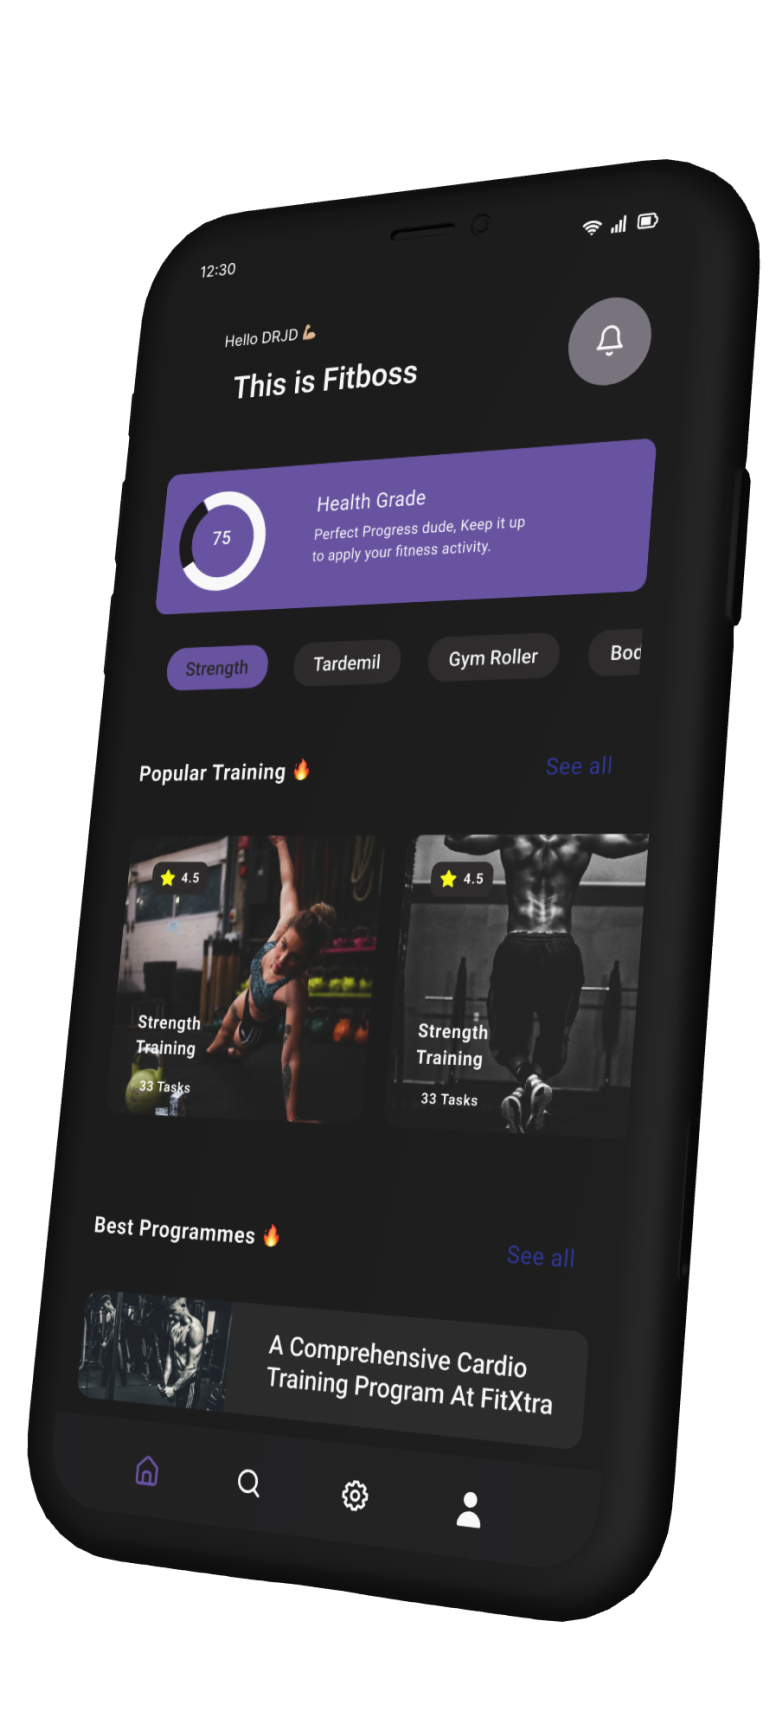 12:30
Hello DRJD 💪🏼
This is Fitboss
75
Health Grade
Perfect Progress dude, Keep it up
to apply your fitness activity.
Strength
Tardemil
Gym Roller
Bod
Popular Training 🔥
See all
4.5
Strength
Training
33 Tasks
4.5
Strength
Training
33 Tasks
Best Programmes 🔥
See all
A Comprehensive Cardio
Training Program At FitXtra